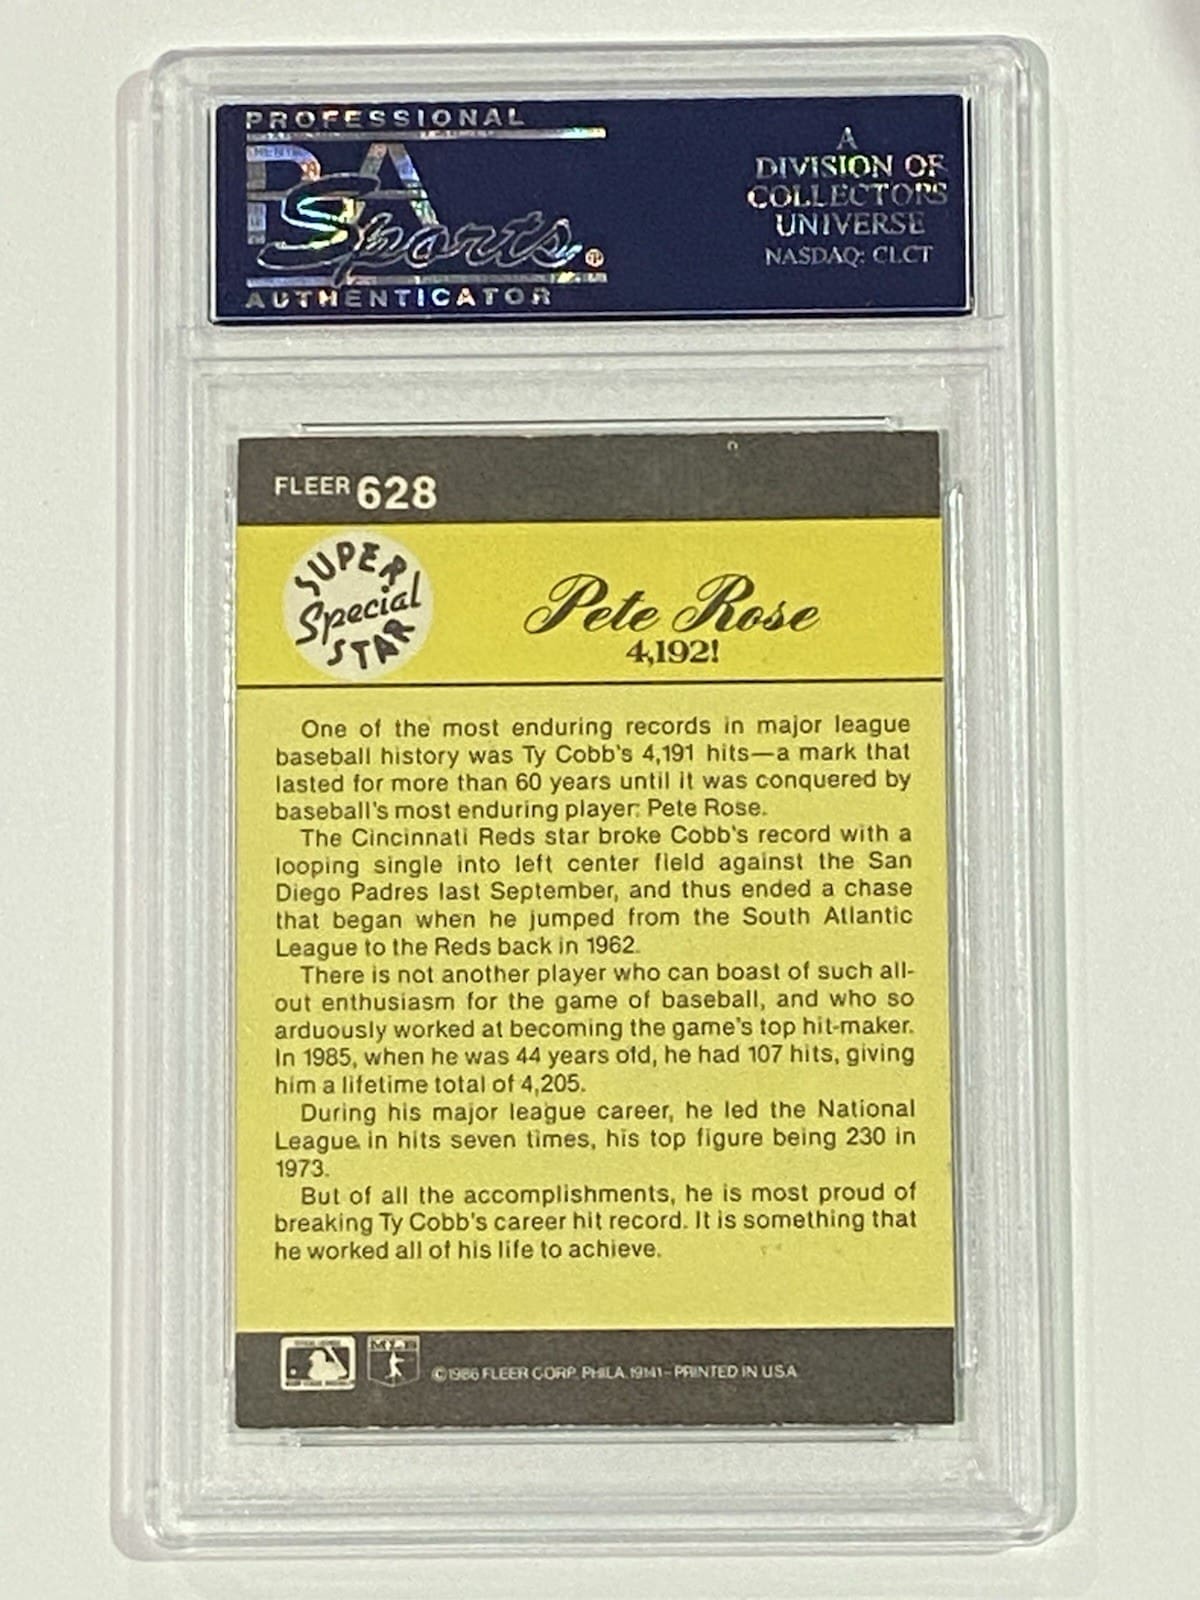 PROFESSIONAL
PSA
Sports
AUTHENTICATOR
A
DIVISION OF
COLLECTORS
UNIVERSE
NASDAQ: CLCT
FLEER 628
SUPER
Special
STAR
Pete Rose
4,192!
One of the most enduring records in major league
baseball history was Ty Cobb's 4,191 hits—a mark that
lasted for more than 60 years until it was conquered by
baseball's most enduring player: Pete Rose.
The Cincinnati Reds star broke Cobb's record with a
looping single into left center field against the San
Diego Padres last September, and thus ended a chase
that began when he jumped from the South Atlantic
League to the Reds back in 1962.
There is not another player who can boast of such all-
out enthusiasm for the game of baseball, and who so
arduously worked at becoming the game's top hit-maker.
In 1985, when he was 44 years old, he had 107 hits, giving
him a lifetime total of 4,205.
During his major league career, he led the National
League in hits seven times, his top figure being 230 in
1973.
But of all the accomplishments, he is most proud of
breaking Ty Cobb's career hit record. It is something that
he worked all of his life to achieve.
MLB
©1986 FLEER CORP. PHILA. 19141-PRINTED IN U.S.A.